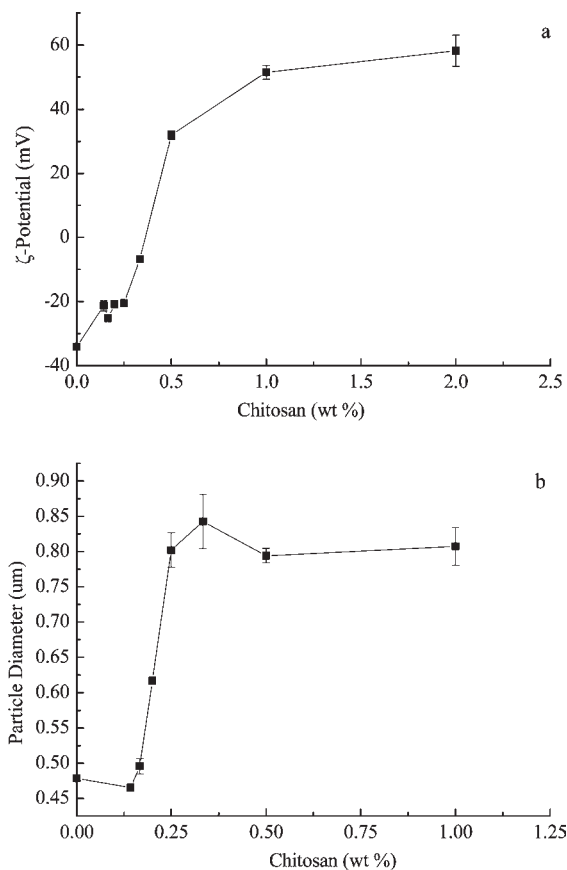 a
60
40
20
0
-20
-40
ζ-Potential (mV)
0.0 0.5 1.0 1.5 2.0 2.5
Chitosan (wt %)
b
0.90
0.85
0.80
0.75
0.70
0.65
0.60
0.55
0.50
0.45
Particle Diameter (um)
0.00 0.25 0.50 0.75 1.00 1.25
Chitosan (wt %)